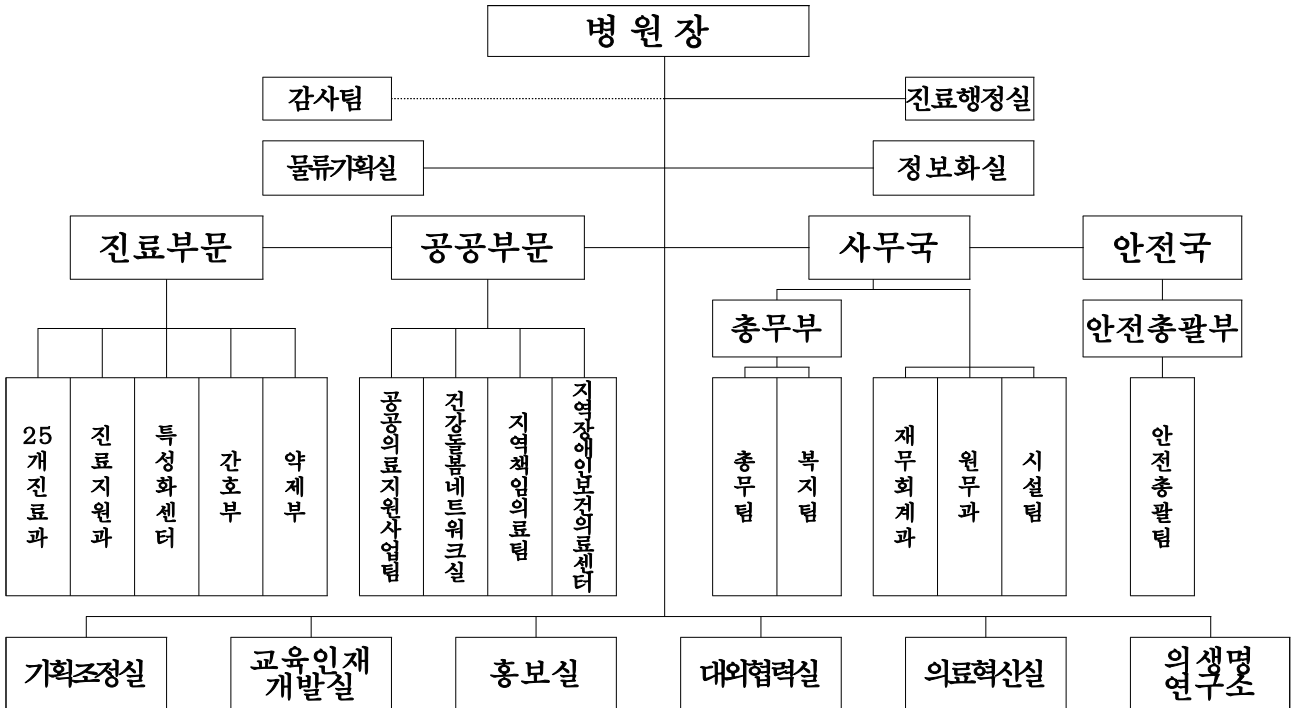 병 원 장
감사팀
진료행정실
물류기획실
정보화실
진료부문
공공부문
사무국
안전국
총무부
안전총괄부
25개진료과
진료지원과
특성화센터
간호부
약제부
공공의료지원사업팀
건강돌봄네트워크실
지역책임의료팀
지역장애인보건의료센터
총무팀
복지팀
재무회계과
원무과
시설팀
안전총괄팀
기획조정실
교육인재
개발실
홍보실
대외협력실
의료혁신실
의생명
연구소